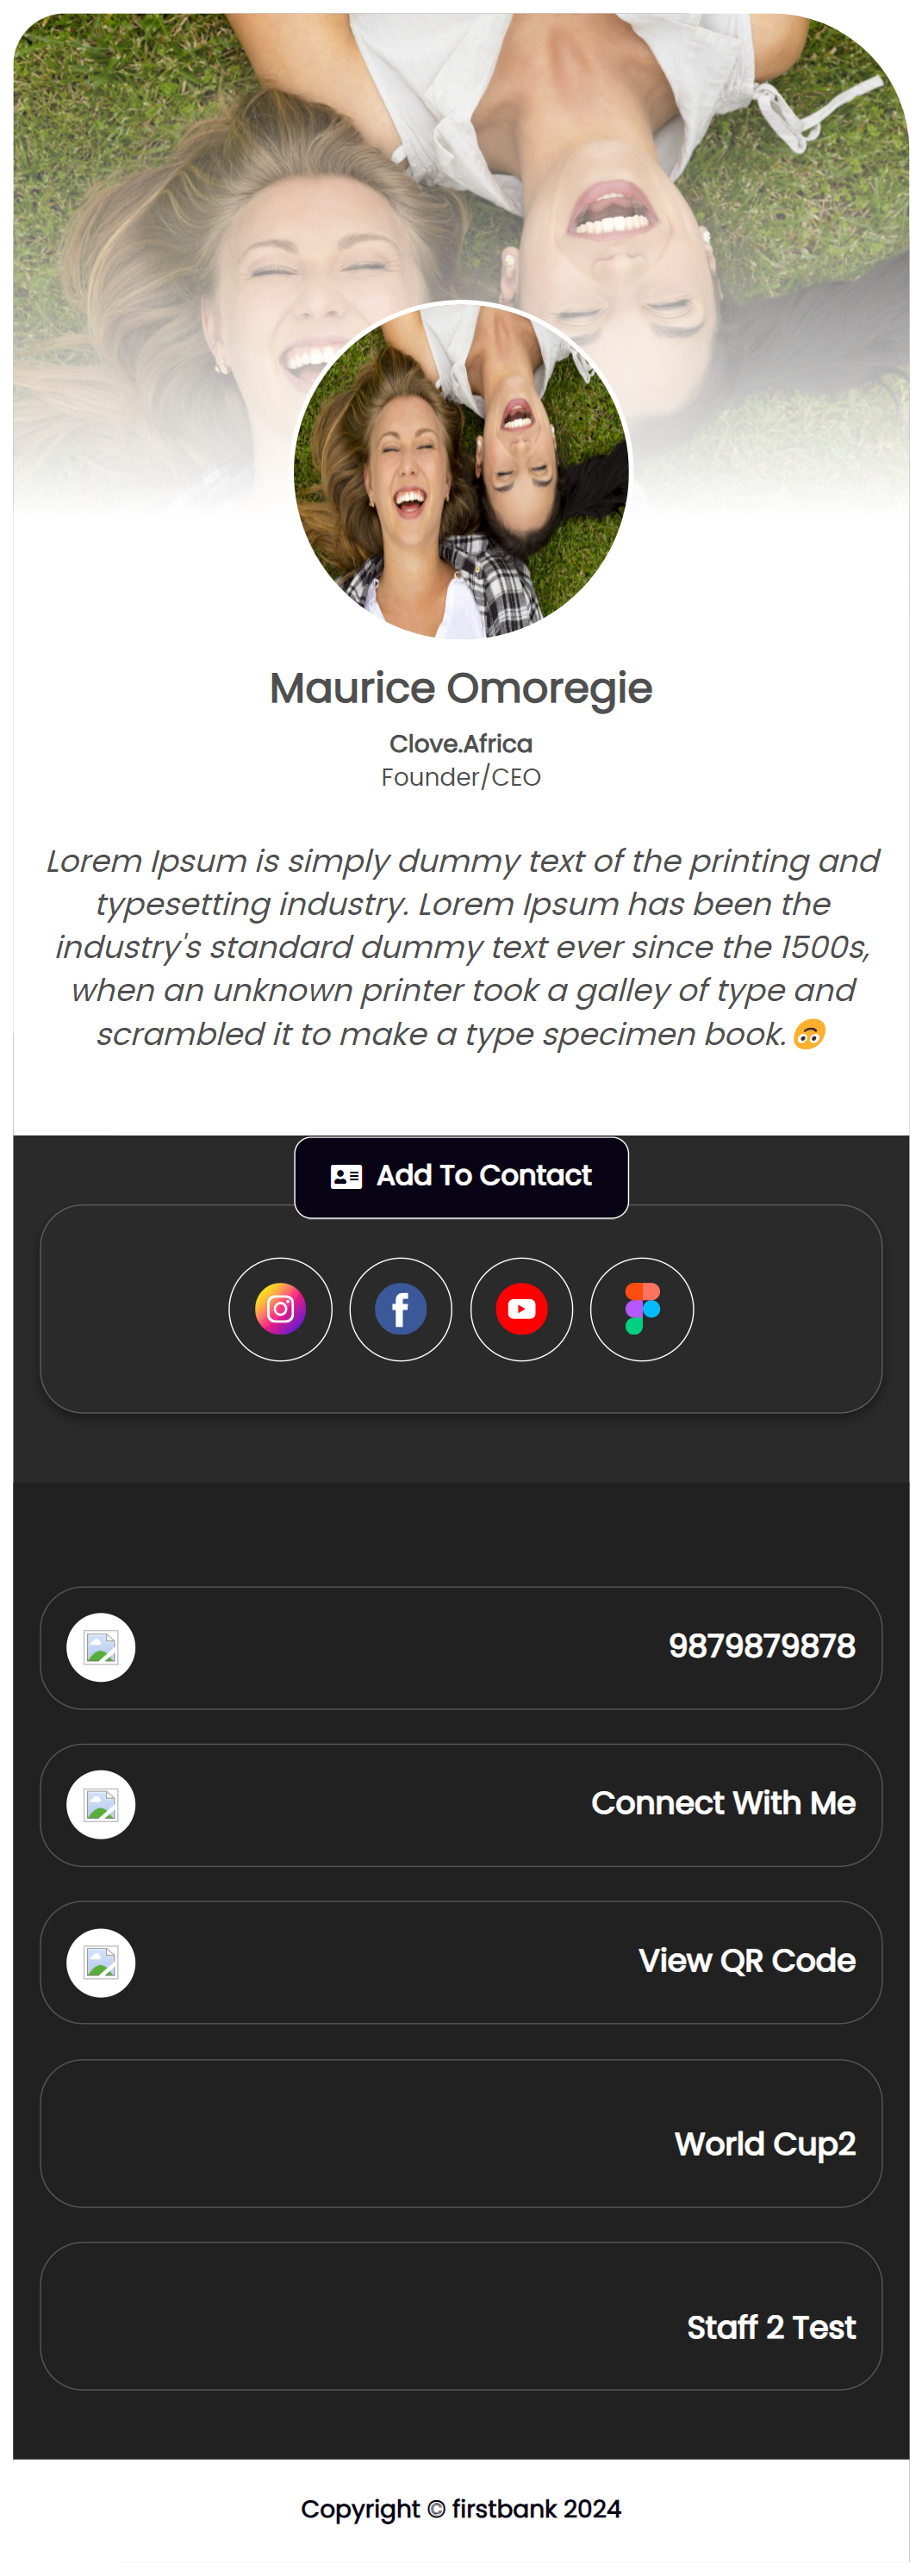 Maurice Omoregie
Clove.Africa
Founder/CEO
Lorem Ipsum is simply dummy text of the printing and
typesetting industry. Lorem Ipsum has been the
industry's standard dummy text ever since the 1500s,
when an unknown printer took a galley of type and
scrambled it to make a type specimen book. 🙃
Add To Contact
9879879878
Connect With Me
View QR Code
World Cup2
Staff 2 Test
Copyright © firstbank 2024